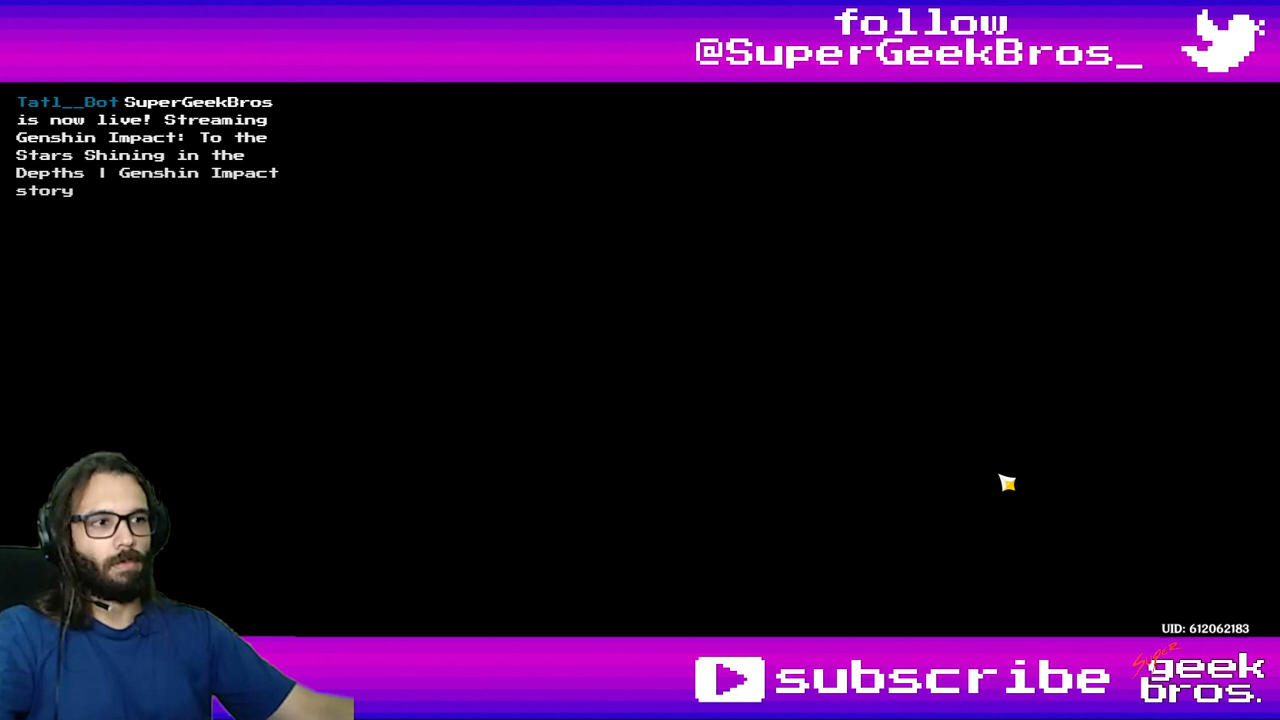 follow
@SuperGeekBros_
Tatl__Bot SuperGeekBros
is now live! Streaming
Genshin Impact: To the
Stars Shining in the
Depths | Genshin Impact
story
UID: 612062183
subscribe
Super
geek
bros.